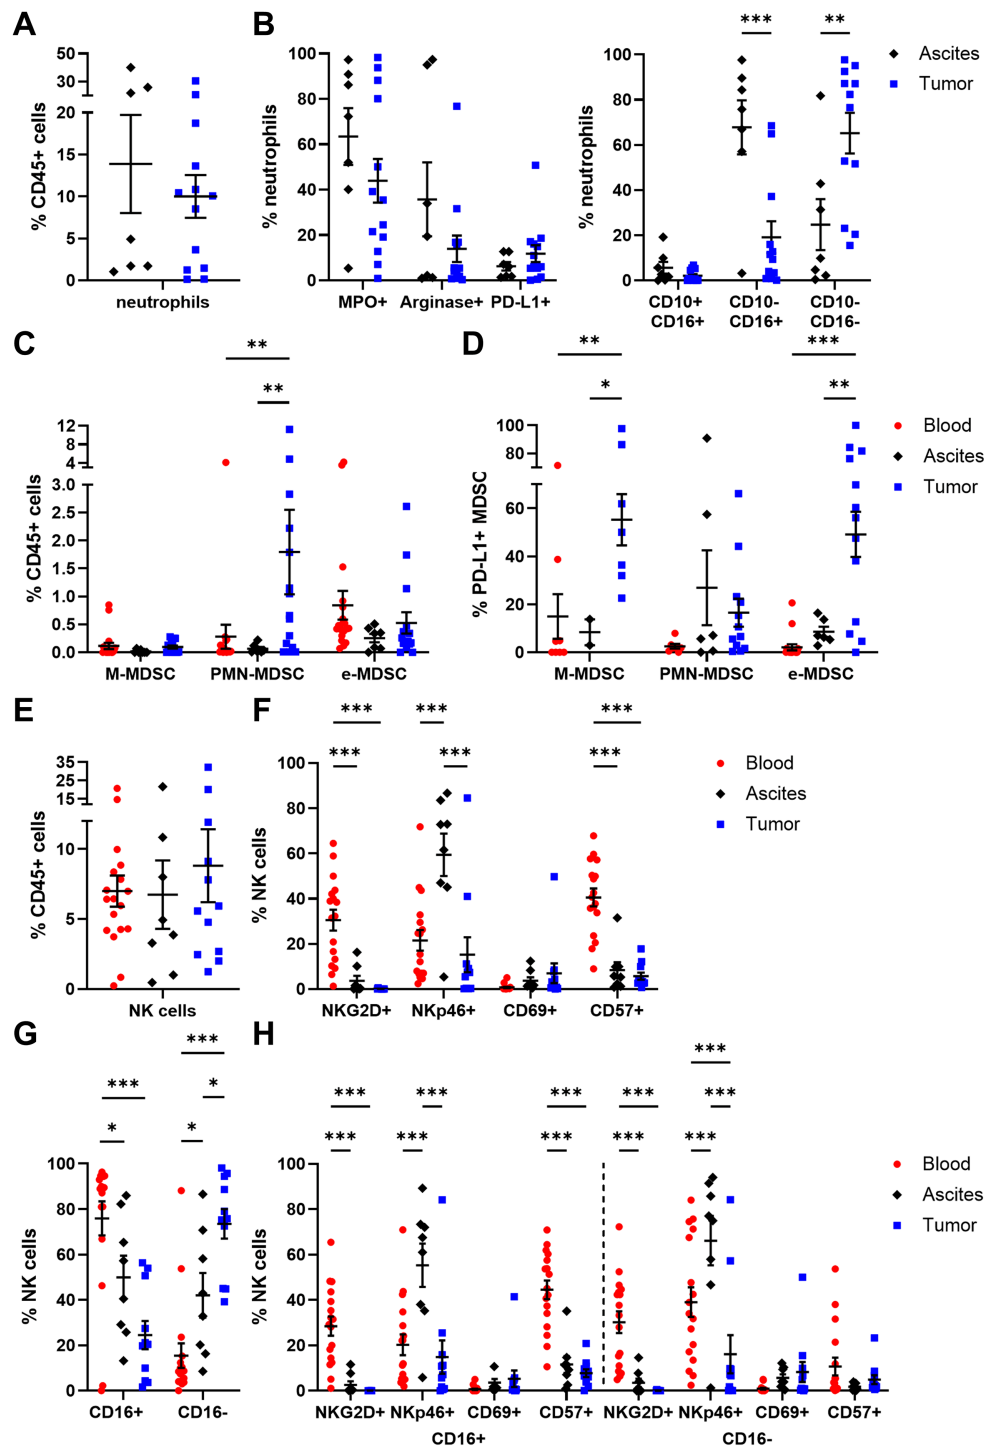 A
B
50
30
20
15
10
5
0
% CD45+ cells
neutrophils
100
80
60
40
20
0
% neutrophils
MPO+ Arginase+ PD-L1+
100
80
60
40
20
0
% neutrophils
*** **
CD10+ CD10- CD10-
CD16+ CD16+ CD16-
Ascites
Tumor
C
D
12
8
4
3.0
2.5
2.0
1.5
1.0
0.5
0.0
% CD45+ cells
**
**
M-MDSC PMN-MDSC e-MDSC
100
80
60
40
20
0
% PD-L1+ MDSC
** ***
* **
M-MDSC PMN-MDSC e-MDSC
Blood
Ascites
Tumor
E
F
35
25
15
10
5
0
% CD45+ cells
NK cells
100
80
60
40
20
0
% NK cells
*** *** ***
*** *** ***
NKG2D+ NKp46+ CD69+ CD57+
Blood
Ascites
Tumor
G
H
100
80
60
40
20
0
% NK cells
*** ***
* * *
CD16+ CD16-
100
80
60
40
20
0
% NK cells
***
*** *** *** *** ***
*** *** *** *** ***
NKG2D+ NKp46+ CD69+ CD57+ NKG2D+ NKp46+ CD69+ CD57+
CD16+ CD16-
Blood
Ascites
Tumor